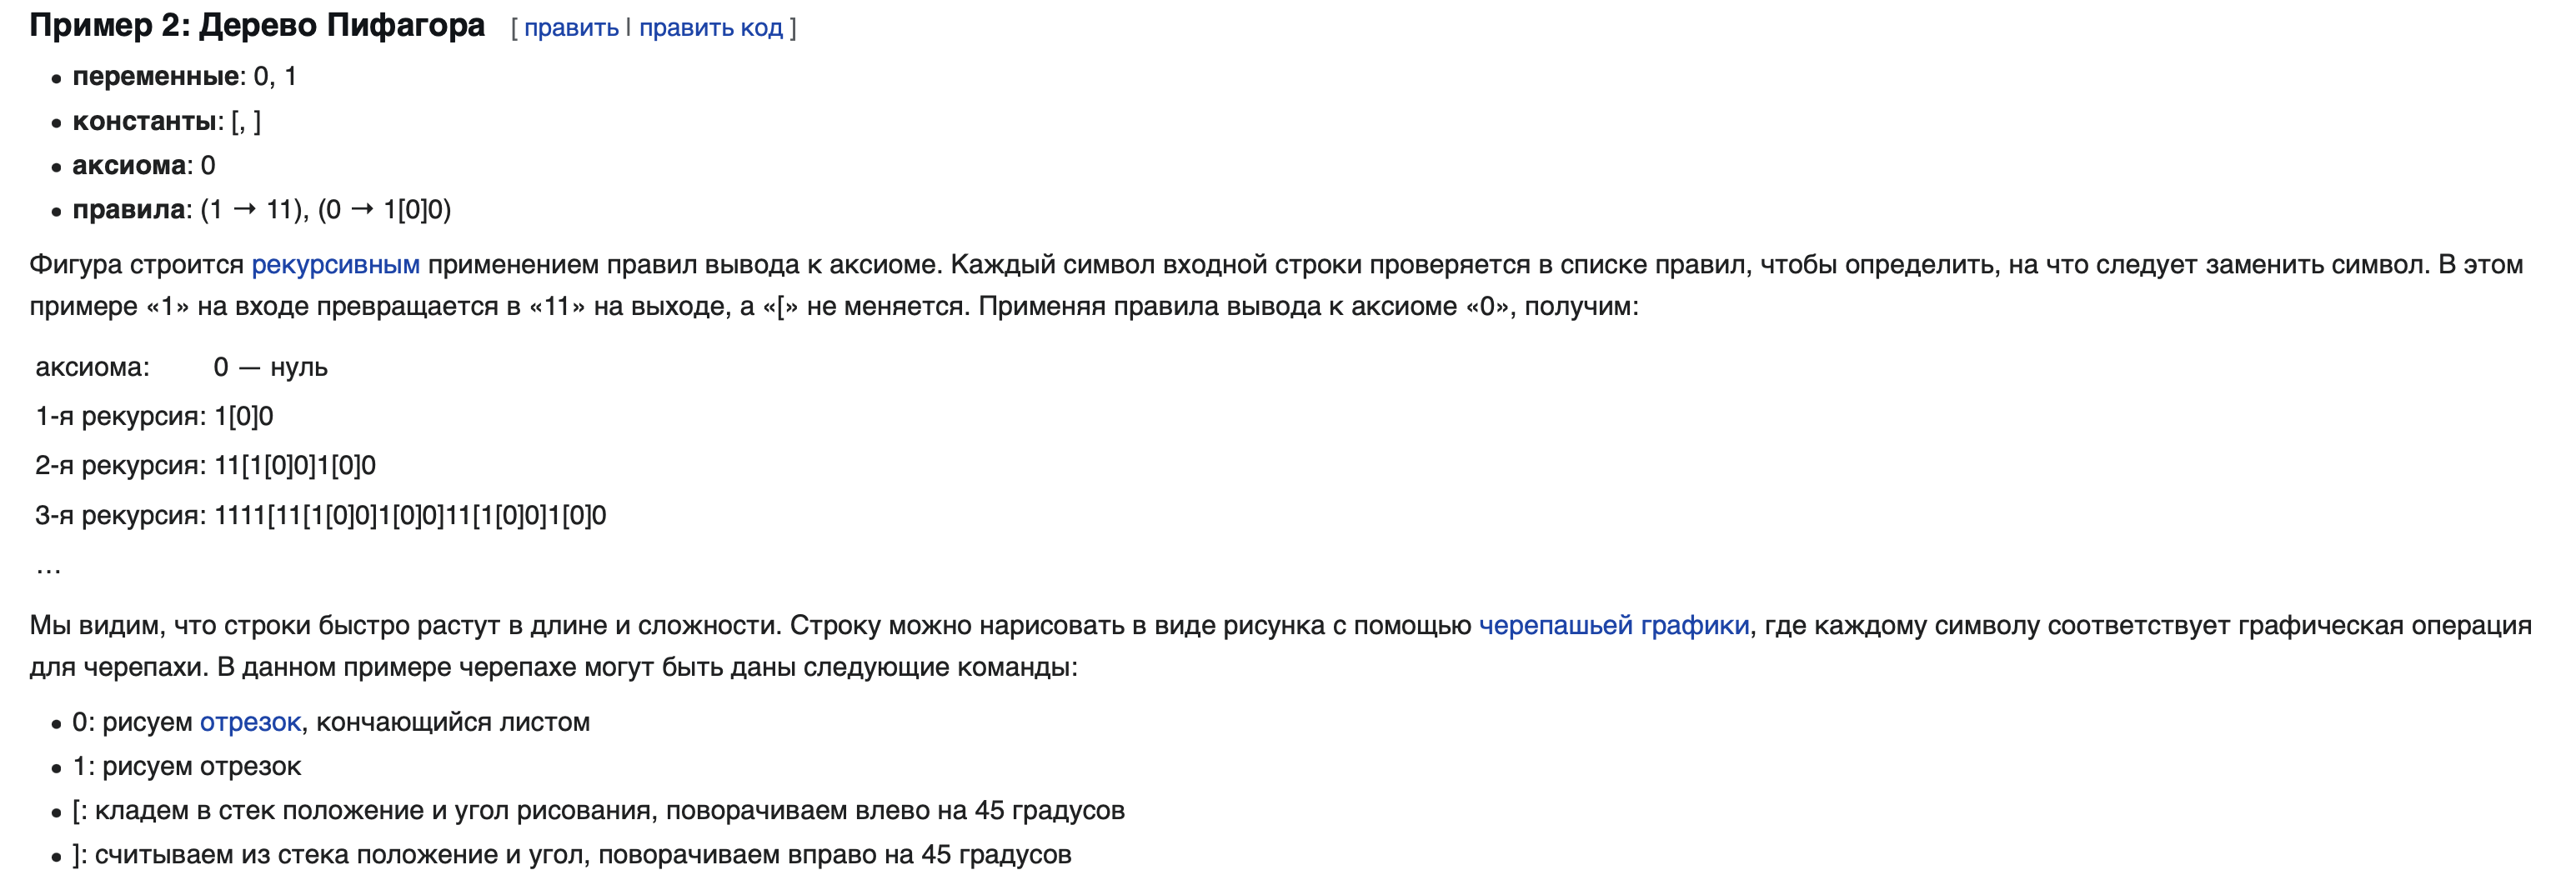 Пример 2: Дерево Пифагора [ править | править код ]
• переменные: 0, 1
• константы: [, ]
• аксиома: 0
• правила: (1 → 11), (0 → 1[0]0)
Фигура строится рекурсивным применением правил вывода к аксиоме. Каждый символ входной строки проверяется в списке правил, чтобы определить, на что следует заменить символ. В этом
примере «1» на входе превращается в «11» на выходе, а «[» не меняется. Применяя правила вывода к аксиоме «0», получим:
аксиома: 0 — нуль
1-я рекурсия: 1[0]0
2-я рекурсия: 11[1[0]0]1[0]0
3-я рекурсия: 1111[11[1[0]0]1[0]0]11[1[0]0]1[0]0
…
Мы видим, что строки быстро растут в длине и сложности. Строку можно нарисовать в виде рисунка с помощью черепашьей графики, где каждому символу соответствует графическая операция
для черепахи. В данном примере черепахе могут быть даны следующие команды:
• 0: рисуем отрезок, кончающийся листом
• 1: рисуем отрезок
• [: кладем в стек положение и угол рисования, поворачиваем влево на 45 градусов
• ]: считываем из стека положение и угол, поворачиваем вправо на 45 градусов